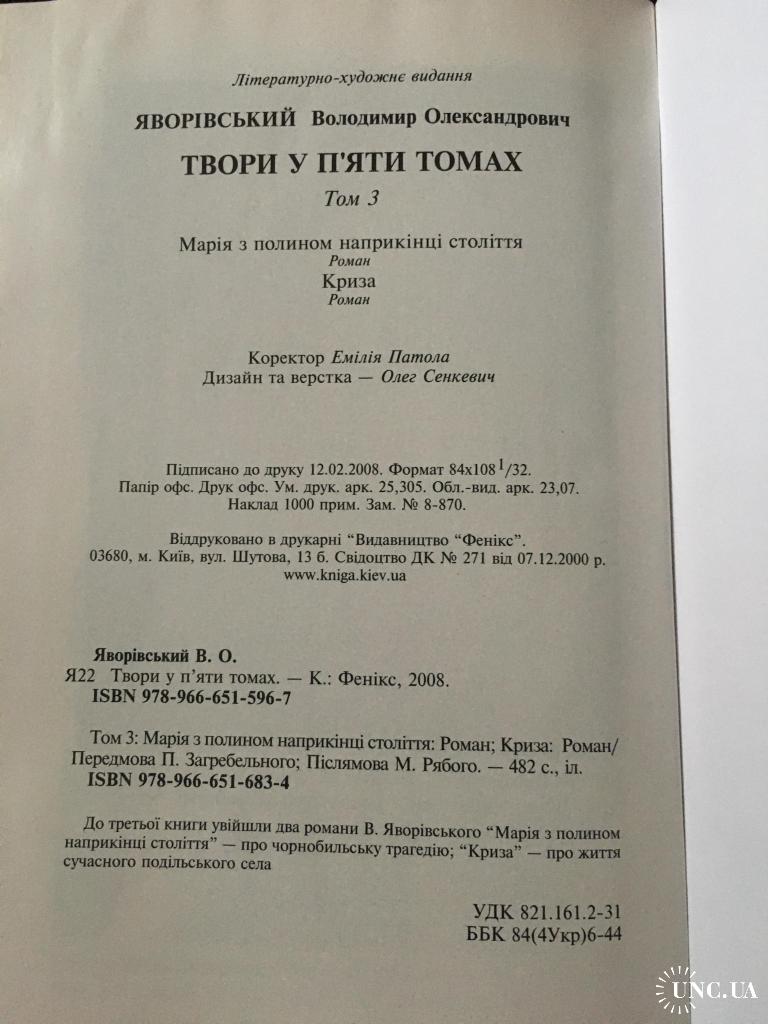 Літературно-художнє видання
ЯВОРІВСЬКИЙ Володимир Олександрович
ТВОРИ У П'ЯТИ ТОМАХ
Том 3
Марія з полином наприкінці століття
Роман
Криза
Роман
Коректор Емілія Патола
Дизайн та верстка — Олег Сенкевич
Підписано до друку 12.02.2008. Формат 84х108 1/32.
Папір офс. Друк офс. Ум. друк. арк. 25,305. Обл.-вид. арк. 23,07.
Наклад 1000 прим. Зам. № 8-870.
Віддруковано в друкарні “Видавництво “Фенікс”.
03680, м. Київ, вул. Шутова, 13 б. Свідоцтво ДК № 271 від 07.12.2000 р.
www.kniga.kiev.ua
Яворівський В. О.
Я22 Твори у п’яти томах. — К.: Фенікс, 2008.
ISBN 978-966-651-596-7
Том 3: Марія з полином наприкінці століття: Роман; Криза: Роман/
Передмова П. Загребельного; Післямова М. Рябого. — 482 с., іл.
ISBN 978-966-651-683-4
До третьої книги увійшли два романи В. Яворівського “Марія з полином
наприкінці століття” — про чорнобильську трагедію; “Криза” — про життя
сучасного подільського села
УДК 821.161.2-31
ББК 84(4Укр)6-44
UNC.UA